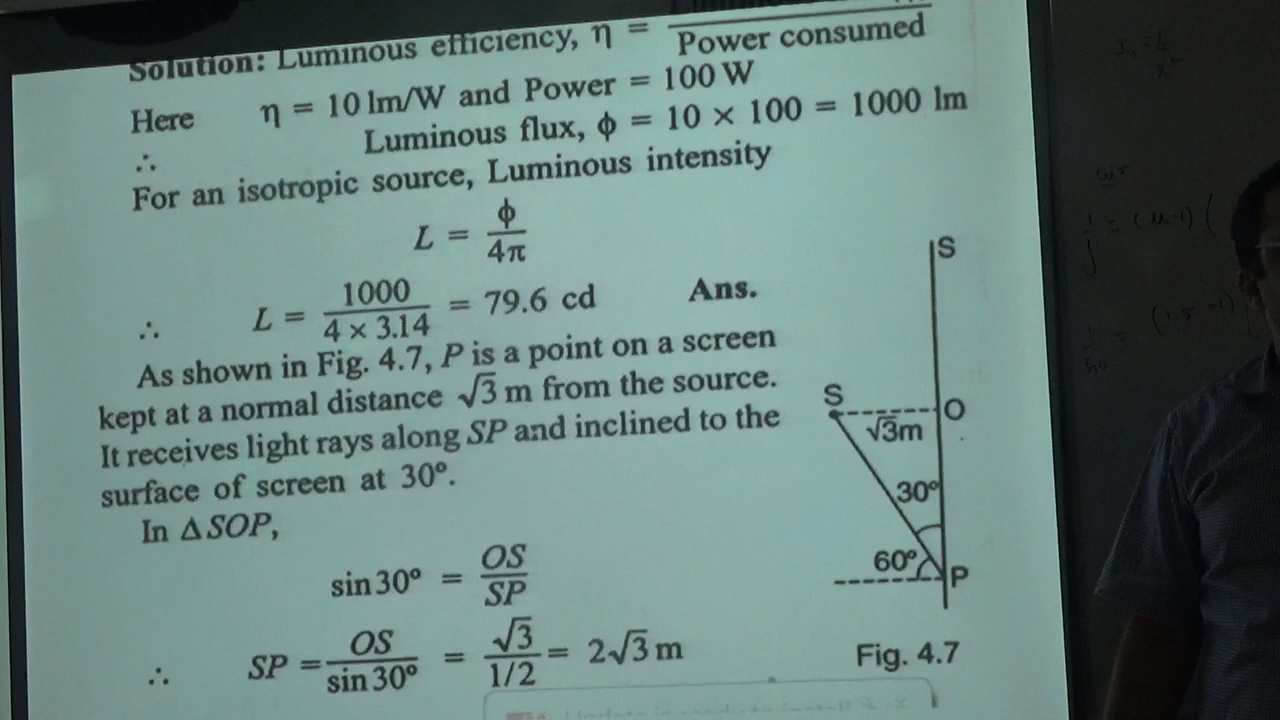 Solution: Luminous efficiency, η = ―――
Power consumed
Here η = 10 lm/W and Power = 100 W
∴ Luminous flux, ϕ = 10 × 100 = 1000 lm
For an isotropic source, Luminous intensity
L = ϕ/4π
∴ L = 1000/(4 × 3.14) = 79.6 cd Ans.
As shown in Fig. 4.7, P is a point on a screen
kept at a normal distance √3 m from the source.
It receives light rays along SP and inclined to the
surface of screen at 30°.
In ΔSOP,
sin 30° = OS/SP
∴ SP = OS/sin 30° = √3/(1/2) = 2√3 m
S
S
O
√3m
30°
60°
P
Fig. 4.7